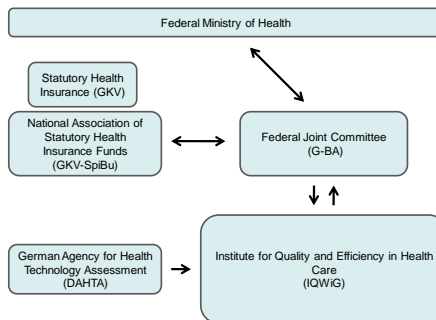 Federal Ministry of Health
Statutory Health
Insurance (GKV)
National Association of
Statutory Health
Insurance Funds
(GKV-SpiBu)
Federal Joint Committee
(G-BA)
German Agency for Health
Technology Assessment
(DAHTA)
Institute for Quality and Efficiency in Health
Care
(IQWiG)